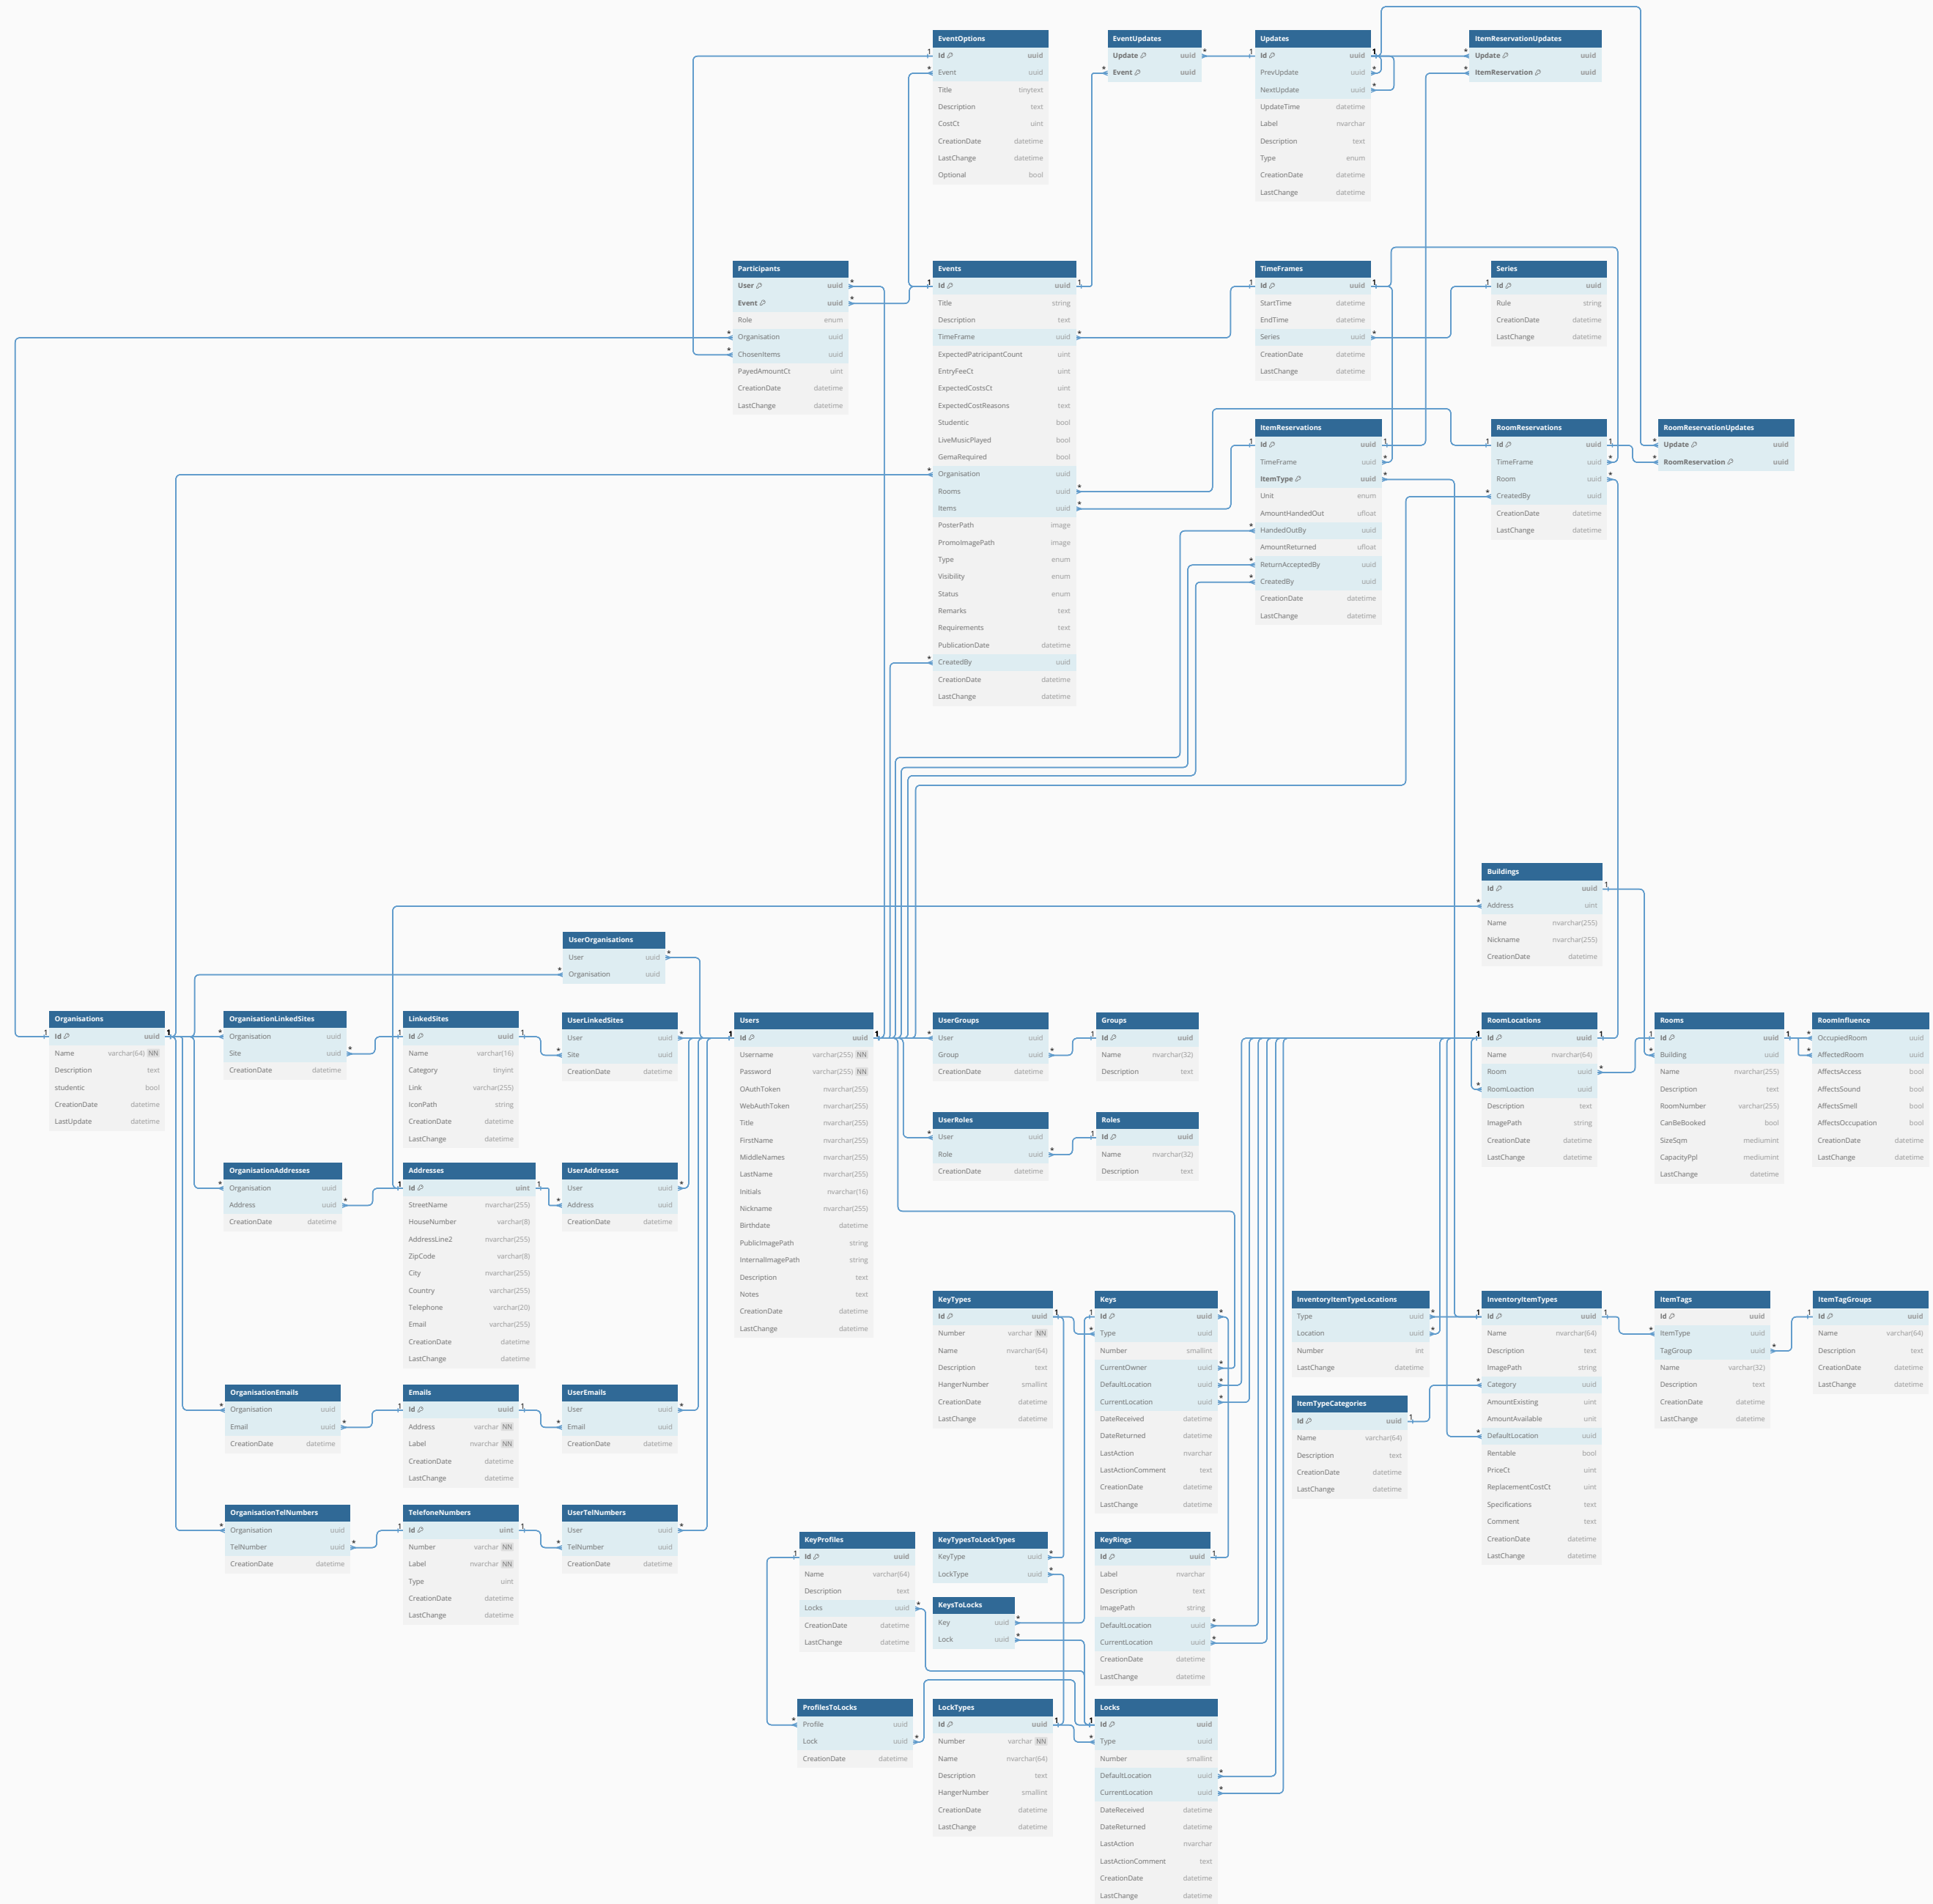 EventOptions
Id uuid
Event uuid
Title tinytext
Description text
CostCt uint
CreationDate datetime
LastChange datetime
Optional bool
EventUpdates
Update uuid
Event uuid
Updates
Id uuid
PrevUpdate uuid
NextUpdate uuid
UpdateTime datetime
Label nvarchar
Description text
Type enum
CreationDate datetime
LastChange datetime
ItemReservationUpdates
Update uuid
ItemReservation uuid
Participants
User uuid
Event uuid
Role enum
Organisation uuid
ChosenItems uuid
PayedAmountCt uint
CreationDate datetime
LastChange datetime
Events
Id uuid
Title string
Description text
TimeFrame uuid
ExpectedPatricipantCount uint
EntryFeeCt uint
ExpectedCostsCt uint
ExpectedCostReasons text
Studentic bool
LiveMusicPlayed bool
GemaRequired bool
Organisation uuid
Rooms uuid
Items uuid
PosterPath image
PromoImagePath image
Type enum
Visibility enum
Status enum
Remarks text
Requirements text
PublicationDate datetime
CreatedBy uuid
CreationDate datetime
LastChange datetime
TimeFrames
Id uuid
StartTime datetime
EndTime datetime
Series uuid
CreationDate datetime
LastChange datetime
Series
Id uuid
Rule string
CreationDate datetime
LastChange datetime
ItemReservations
Id uuid
TimeFrame uuid
ItemType uuid
Unit enum
AmountHandedOut ufloat
HandedOutBy uuid
AmountReturned ufloat
ReturnAcceptedBy uuid
CreatedBy uuid
CreationDate datetime
LastChange datetime
RoomReservations
Id uuid
TimeFrame uuid
Room uuid
CreatedBy uuid
CreationDate datetime
LastChange datetime
RoomReservationUpdates
Update uuid
RoomReservation uuid
Buildings
Id uuid
Address uint
Name nvarchar(255)
Nickname nvarchar(255)
CreationDate datetime
UserOrganisations
User uuid
Organisation uuid
Organisations
Id uuid
Name varchar(64) NN
Description text
studentic bool
CreationDate datetime
LastUpdate datetime
OrganisationLinkedSites
Organisation uuid
Site uuid
CreationDate datetime
LinkedSites
Id uuid
Name varchar(16)
Category tinyint
Link varchar(255)
IconPath string
CreationDate datetime
LastChange datetime
UserLinkedSites
User uuid
Site uuid
CreationDate datetime
Users
Id uuid
Username varchar(255) NN
Password varchar(255) NN
OAuthToken nvarchar(255)
WebAuthToken nvarchar(255)
Title nvarchar(255)
FirstName nvarchar(255)
MiddleNames nvarchar(255)
LastName nvarchar(255)
Initials nvarchar(16)
Nickname nvarchar(255)
Birthdate datetime
PublicImagePath string
InternalImagePath string
Description text
Notes text
CreationDate datetime
LastChange datetime
UserGroups
User uuid
Group uuid
CreationDate datetime
Groups
Id uuid
Name nvarchar(32)
Description text
UserRoles
User uuid
Role uuid
CreationDate datetime
Roles
Id uuid
Name nvarchar(32)
Description text
RoomLocations
Id uuid
Name nvarchar(64)
Room uuid
RoomLoaction uuid
Description text
ImagePath string
CreationDate datetime
LastChange datetime
Rooms
Id uuid
Building uuid
Name nvarchar(255)
Description text
RoomNumber varchar(255)
CanBeBooked bool
SizeSqm mediumint
CapacityPpl mediumint
LastChange datetime
RoomInfluence
OccupiedRoom uuid
AffectedRoom uuid
AffectsAccess bool
AffectsSound bool
AffectsSmell bool
AffectsOccupation bool
CreationDate datetime
LastChange datetime
OrganisationAddresses
Organisation uuid
Address uuid
CreationDate datetime
Addresses
Id uint
StreetName nvarchar(255)
HouseNumber varchar(8)
AddressLine2 nvarchar(255)
ZipCode varchar(8)
City nvarchar(255)
Country varchar(255)
Telephone varchar(20)
Email varchar(255)
CreationDate datetime
LastChange datetime
UserAddresses
User uuid
Address uuid
CreationDate datetime
OrganisationEmails
Organisation uuid
Email uuid
CreationDate datetime
Emails
Id uuid
Address varchar NN
Label nvarchar NN
CreationDate datetime
LastChange datetime
UserEmails
User uuid
Email uuid
CreationDate datetime
OrganisationTelNumbers
Organisation uuid
TelNumber uuid
CreationDate datetime
TelefoneNumbers
Id uint
Number varchar NN
Label nvarchar NN
Type uint
CreationDate datetime
LastChange datetime
UserTelNumbers
User uuid
TelNumber uuid
CreationDate datetime
KeyTypes
Id uuid
Number varchar NN
Name nvarchar(64)
Description text
HangerNumber smallint
CreationDate datetime
LastChange datetime
Keys
Id uuid
Type uuid
Number smallint
CurrentOwner uuid
DefaultLocation uuid
CurrentLocation uuid
DateReceived datetime
DateReturned datetime
LastAction nvarchar
LastActionComment text
CreationDate datetime
LastChange datetime
InventoryItemTypeLocations
Type uuid
Location uuid
Number int
LastChange datetime
ItemTypeCategories
Id uuid
Name varchar(64)
Description text
CreationDate datetime
LastChange datetime
InventoryItemTypes
Id uuid
Name nvarchar(64)
Description text
ImagePath string
Category uuid
AmountExisting uint
AmountAvailable unit
DefaultLocation uuid
Rentable bool
PriceCt uint
ReplacementCostCt uint
Specifications text
Comment text
CreationDate datetime
LastChange datetime
ItemTags
Id uuid
ItemType uuid
TagGroup uuid
Name varchar(32)
Description text
CreationDate datetime
LastChange datetime
ItemTagGroups
Id uuid
Name varchar(64)
Description text
CreationDate datetime
LastChange datetime
KeyProfiles
Id uuid
Name varchar(64)
Description text
Locks uuid
CreationDate datetime
LastChange datetime
KeyTypesToLockTypes
KeyType uuid
LockType uuid
KeysToLocks
Key uuid
Lock uuid
KeyRings
Id uuid
Label nvarchar
Description text
ImagePath string
DefaultLocation uuid
CurrentLocation uuid
CreationDate datetime
LastChange datetime
ProfilesToLocks
Profile uuid
Lock uuid
CreationDate datetime
LockTypes
Id uuid
Number varchar NN
Name nvarchar(64)
Description text
HangerNumber smallint
CreationDate datetime
LastChange datetime
Locks
Id uuid
Type uuid
Number smallint
DefaultLocation uuid
CurrentLocation uuid
DateReceived datetime
DateReturned datetime
LastAction nvarchar
LastActionComment text
CreationDate datetime
LastChange datetime